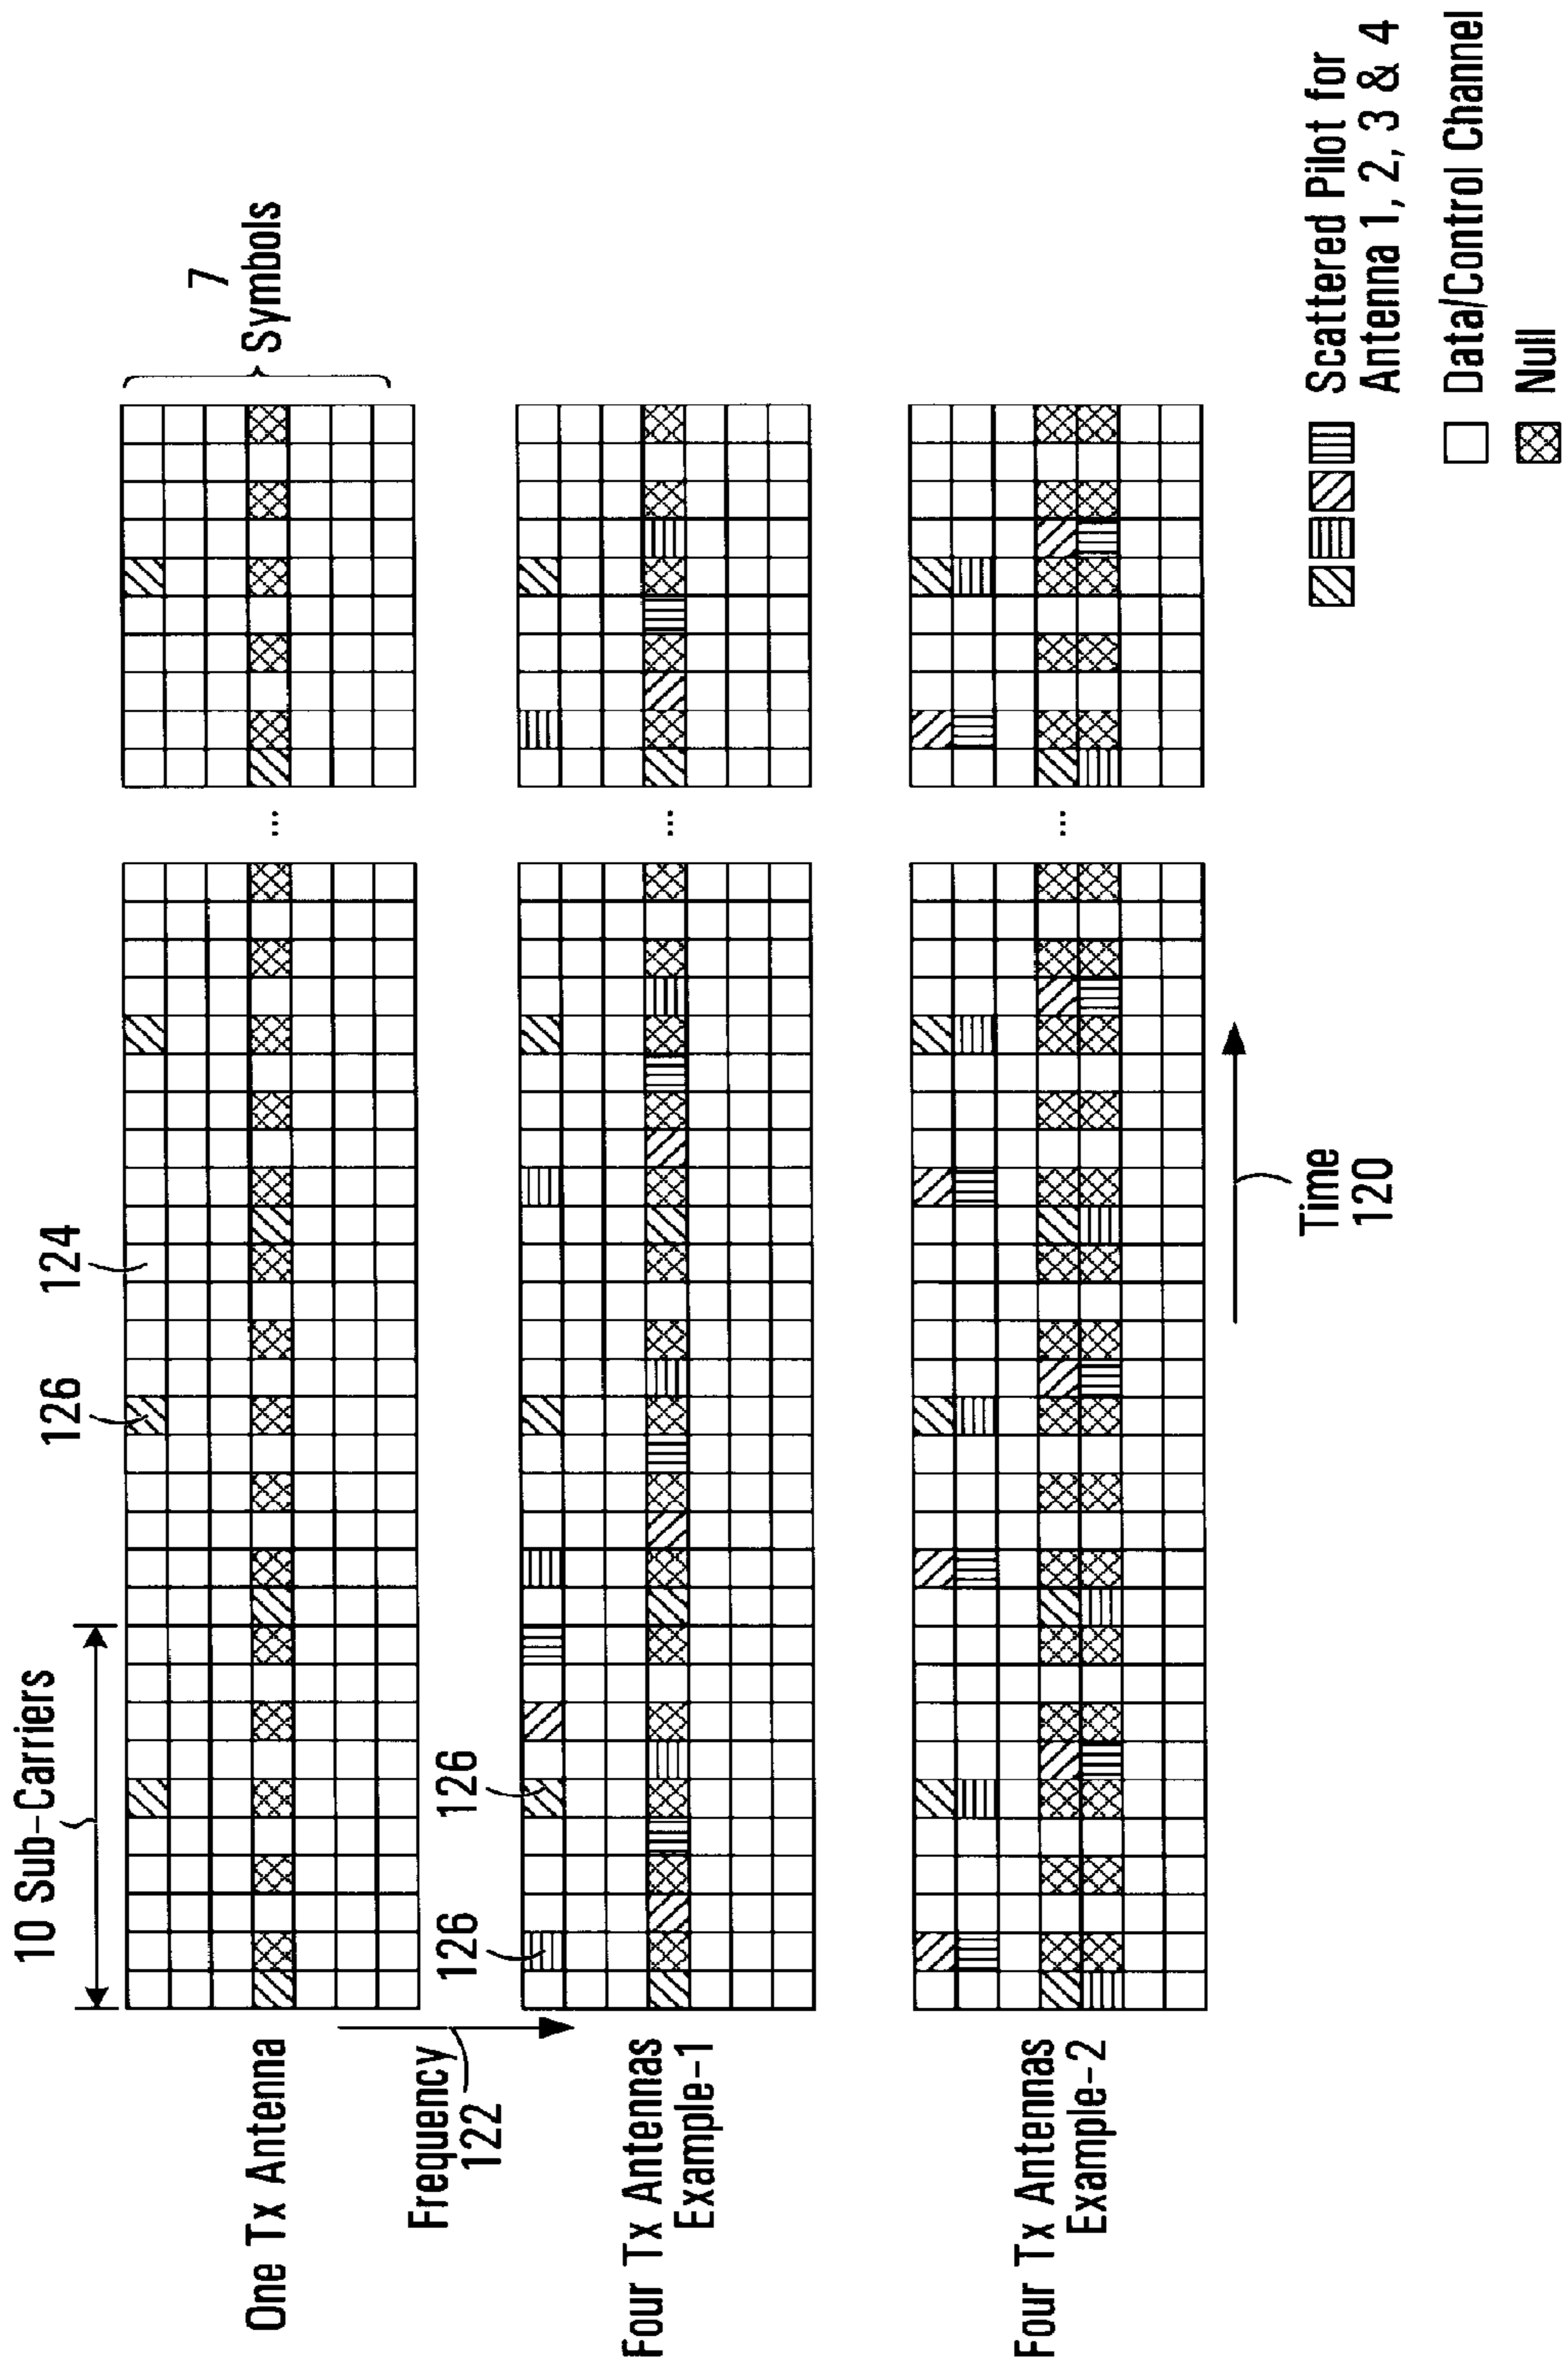 10 Sub-Carriers
126
124
7
Symbols
One Tx Antenna
...
Frequency
122
126
126
Four Tx Antennas
Example-1
...
Four Tx Antennas
Example-2
...
Time
120
Scattered Pilot for
Antenna 1, 2, 3 & 4
Data/Control Channel
Null